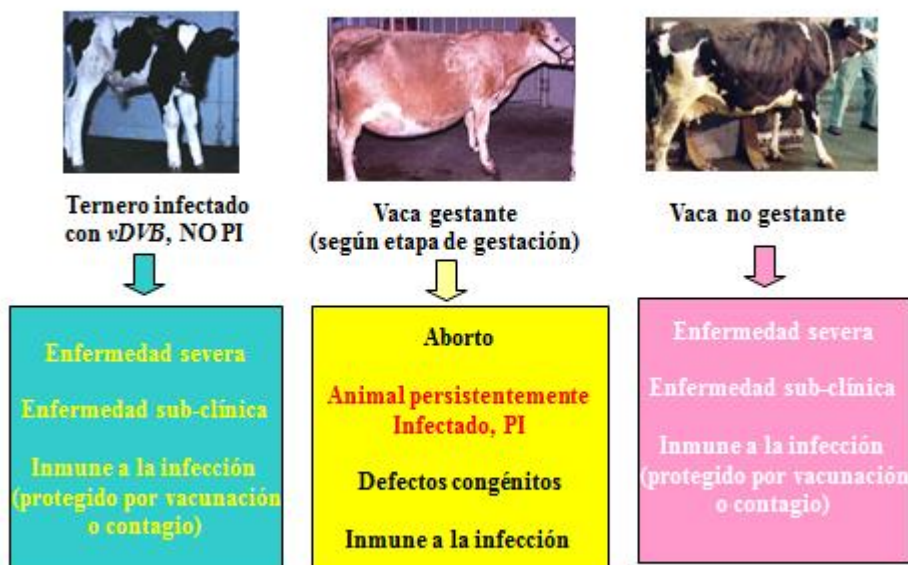 Ternero infectado
con vDVB, NO PI
Enfermedad severa
Enfermedad sub-clínica
Inmune a la infección
(protegido por vacunación
o contagio)
Vaca gestante
(según etapa de gestación)
Aborto
Animal persistentemente
Infectado, PI
Defectos congénitos
Inmune a la infección
Vaca no gestante
Enfermedad severa
Enfermedad sub-clínica
Inmune a la infección
(protegido por vacunación
o contagio)